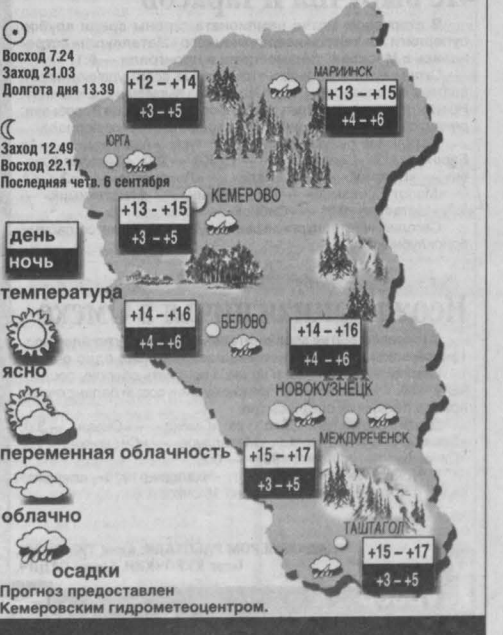 Восход 7.24
Заход 21.03
Долгота дня 13.39
Заход 12.49
Восход 22.17
Последняя четв. 6 сентября
день
ночь
температура
ясно
переменная облачность
облачно
осадки
Прогноз предоставлен
Кемеровским гидрометеоцентром.
+12 – +14
+3 – +5
ЮРГА
МАРИИНСК
+13 – +15
+4 – +6
КЕМЕРОВО
+13 – +15
+3 – +5
+14 – +16
+4 – +6
БЕЛОВО
+14 – +16
+4 – +6
НОВОКУЗНЕЦК
МЕЖДУРЕЧЕНСК
+15 – +17
+3 – +5
ТАШТАГОЛ
+15 – +17
+3 – +5